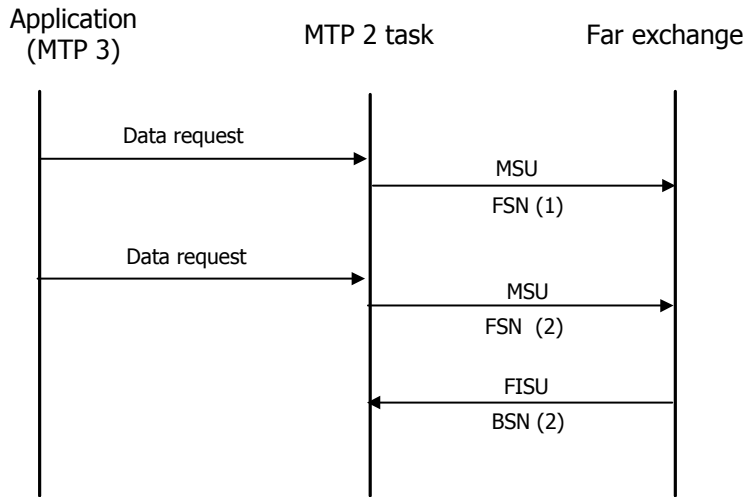 Application
(MTP 3)
MTP 2 task
Far exchange
Data request
MSU
FSN (1)
Data request
MSU
FSN (2)
FISU
BSN (2)